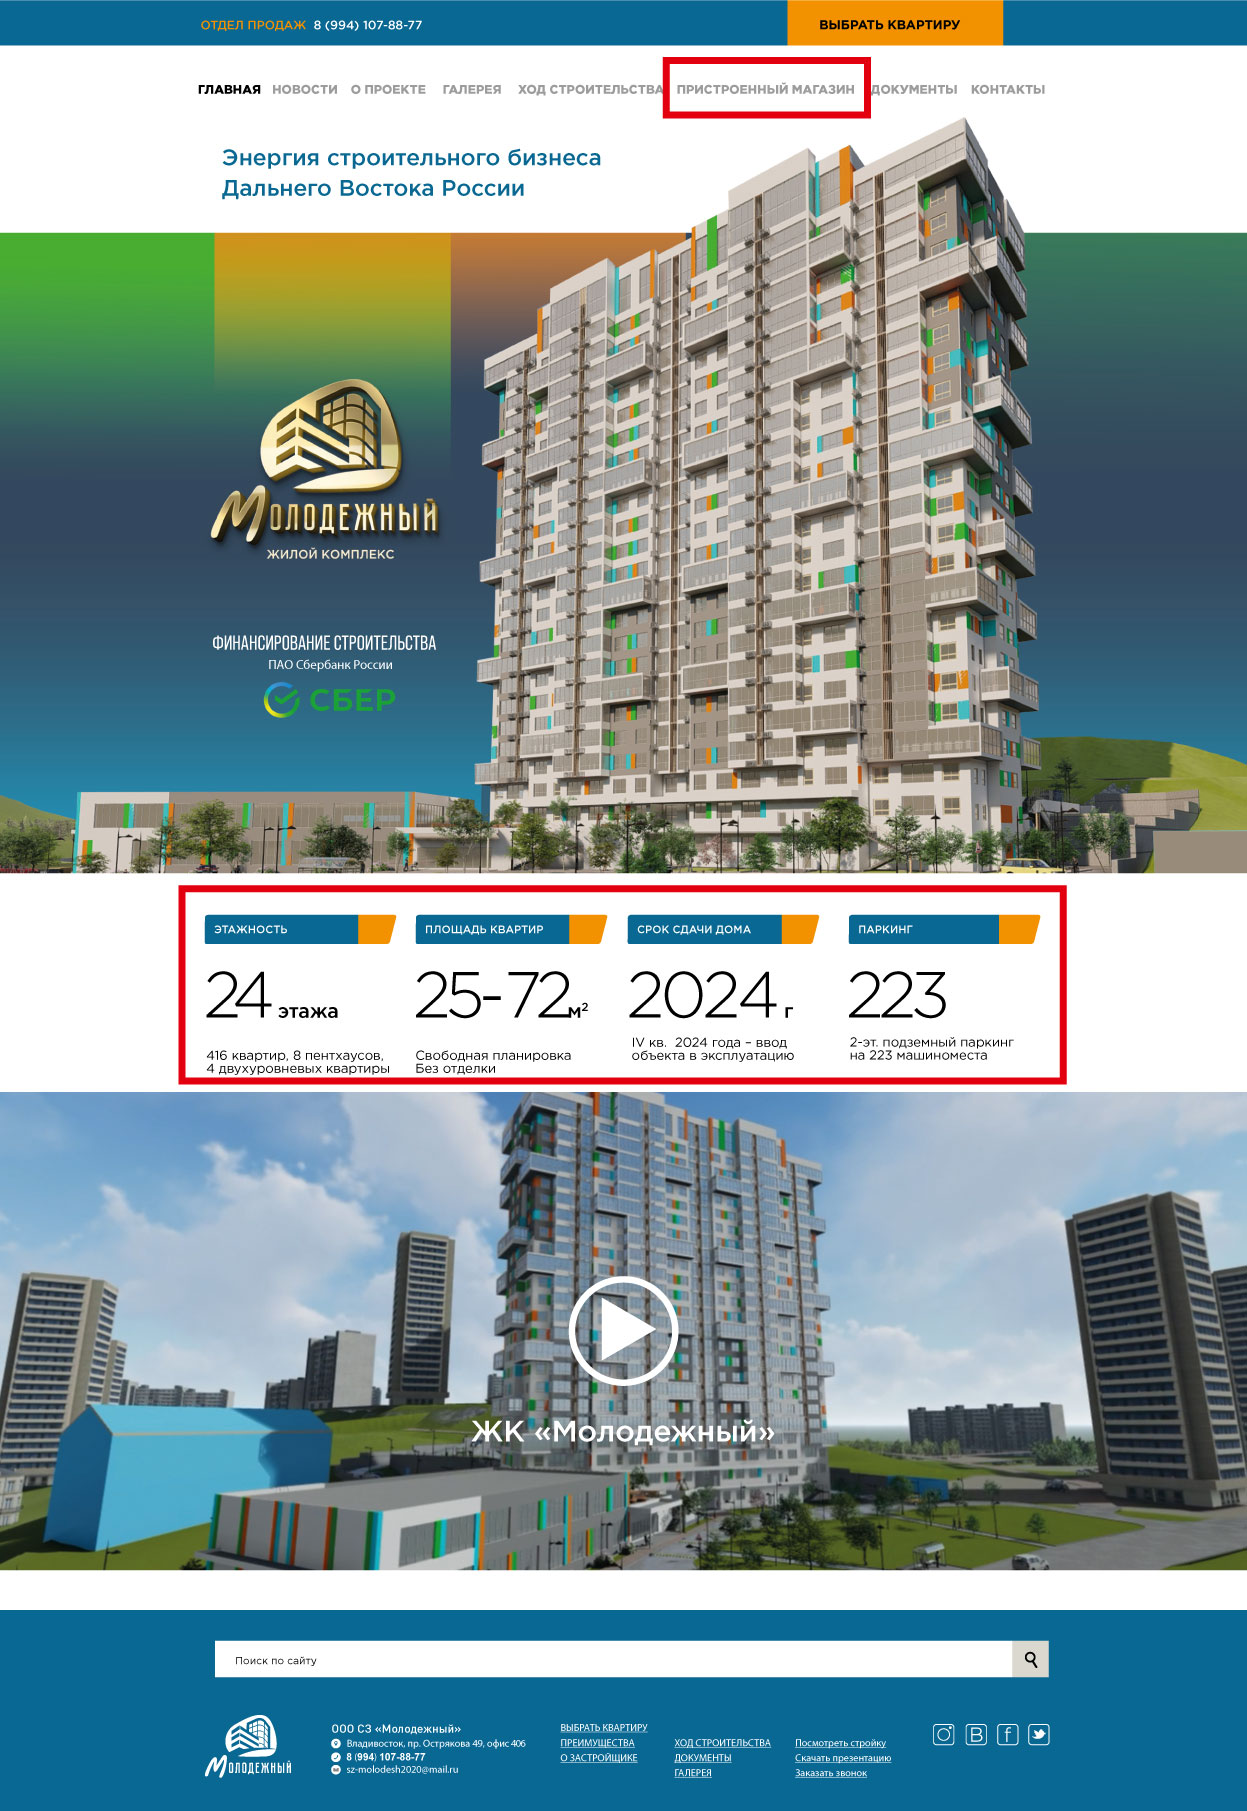 ОТДЕЛ ПРОДАЖ 8 (994) 107-88-77
ВЫБРАТЬ КВАРТИРУ
ГЛАВНАЯ НОВОСТИ О ПРОЕКТЕ ГАЛЕРЕЯ ХОД СТРОИТЕЛЬСТВА ПРИСТРОЕННЫЙ МАГАЗИН ДОКУМЕНТЫ КОНТАКТЫ
Энергия строительного бизнеса
Дальнего Востока России
МОЛОДЕЖНЫЙ
ЖИЛОЙ КОМПЛЕКС
ФИНАНСИРОВАНИЕ СТРОИТЕЛЬСТВА
ПАО Сбербанк России
СБЕР
ЭТАЖНОСТЬ
24 этажа
416 квартир, 8 пентхаусов,
4 двухуровневых квартиры
ПЛОЩАДЬ КВАРТИР
25-72м²
Свободная планировка
Без отделки
СРОК СДАЧИ ДОМА
2024 г
IV кв. 2024 года – ввод
объекта в эксплуатацию
ПАРКИНГ
223
2-эт. подземный паркинг
на 223 машиноместа
ЖК «Молодежный»
Поиск по сайту
МОЛОДЕЖНЫЙ
ООО СЗ «Молодежный»
Владивосток, пр. Острякова 49, офис 406
8 (994) 107-88-77
sz-molodesh2020@mail.ru
ВЫБРАТЬ КВАРТИРУ
ПРЕИМУЩЕСТВА
О ЗАСТРОЙЩИКЕ
ХОД СТРОИТЕЛЬСТВА
ДОКУМЕНТЫ
ГАЛЕРЕЯ
Посмотреть стройку
Скачать презентацию
Заказать звонок